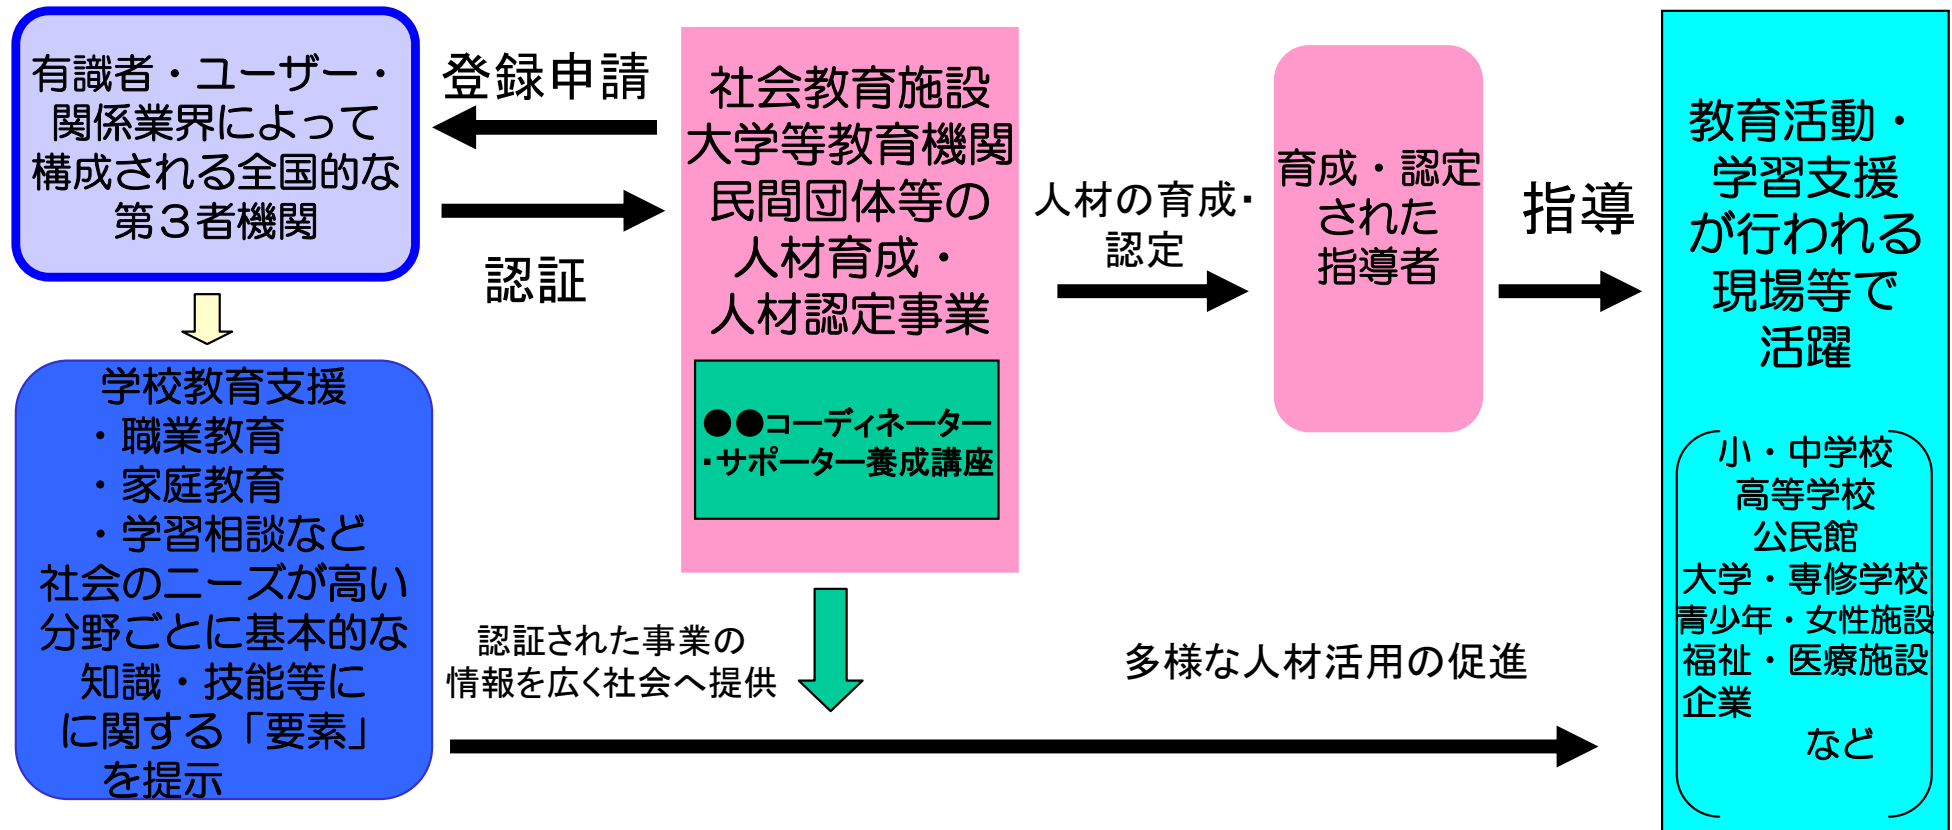 有識者・ユーザー・
関係業界によって
構成される全国的な
第３者機関
登録申請
認証
社会教育施設
大学等教育機関
民間団体等の
人材育成・
人材認定事業
●●コーディネーター
・サポーター養成講座
人材の育成・
認定
育成・認定
された
指導者
指導
教育活動・
学習支援
が行われる
現場等で
活躍
小・中学校
高等学校
公民館
大学・専修学校
青少年・女性施設
福祉・医療施設
企業
など
学校教育支援
・職業教育
・家庭教育
・学習相談など
社会のニーズが高い
分野ごとに基本的な
知識・技能等に
に関する「要素」
を提示
認証された事業の
情報を広く社会へ提供
多様な人材活用の促進